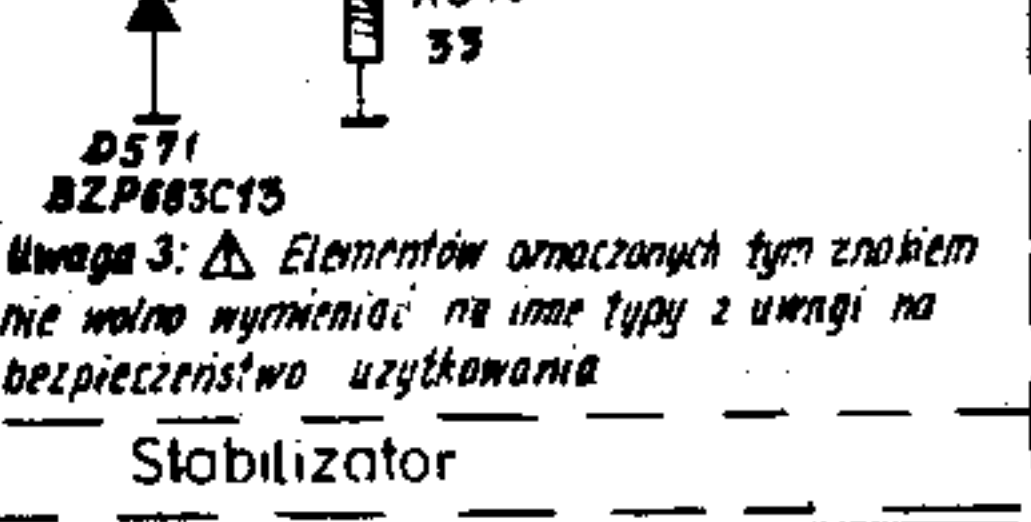 33
D571
BZP683C13
Uwaga 3: ⚠ Elementów oznaczonych tym znakiem
nie wolno wymieniać na inne typy z uwagi na
bezpieczeństwo użytkowania
Stabilizator